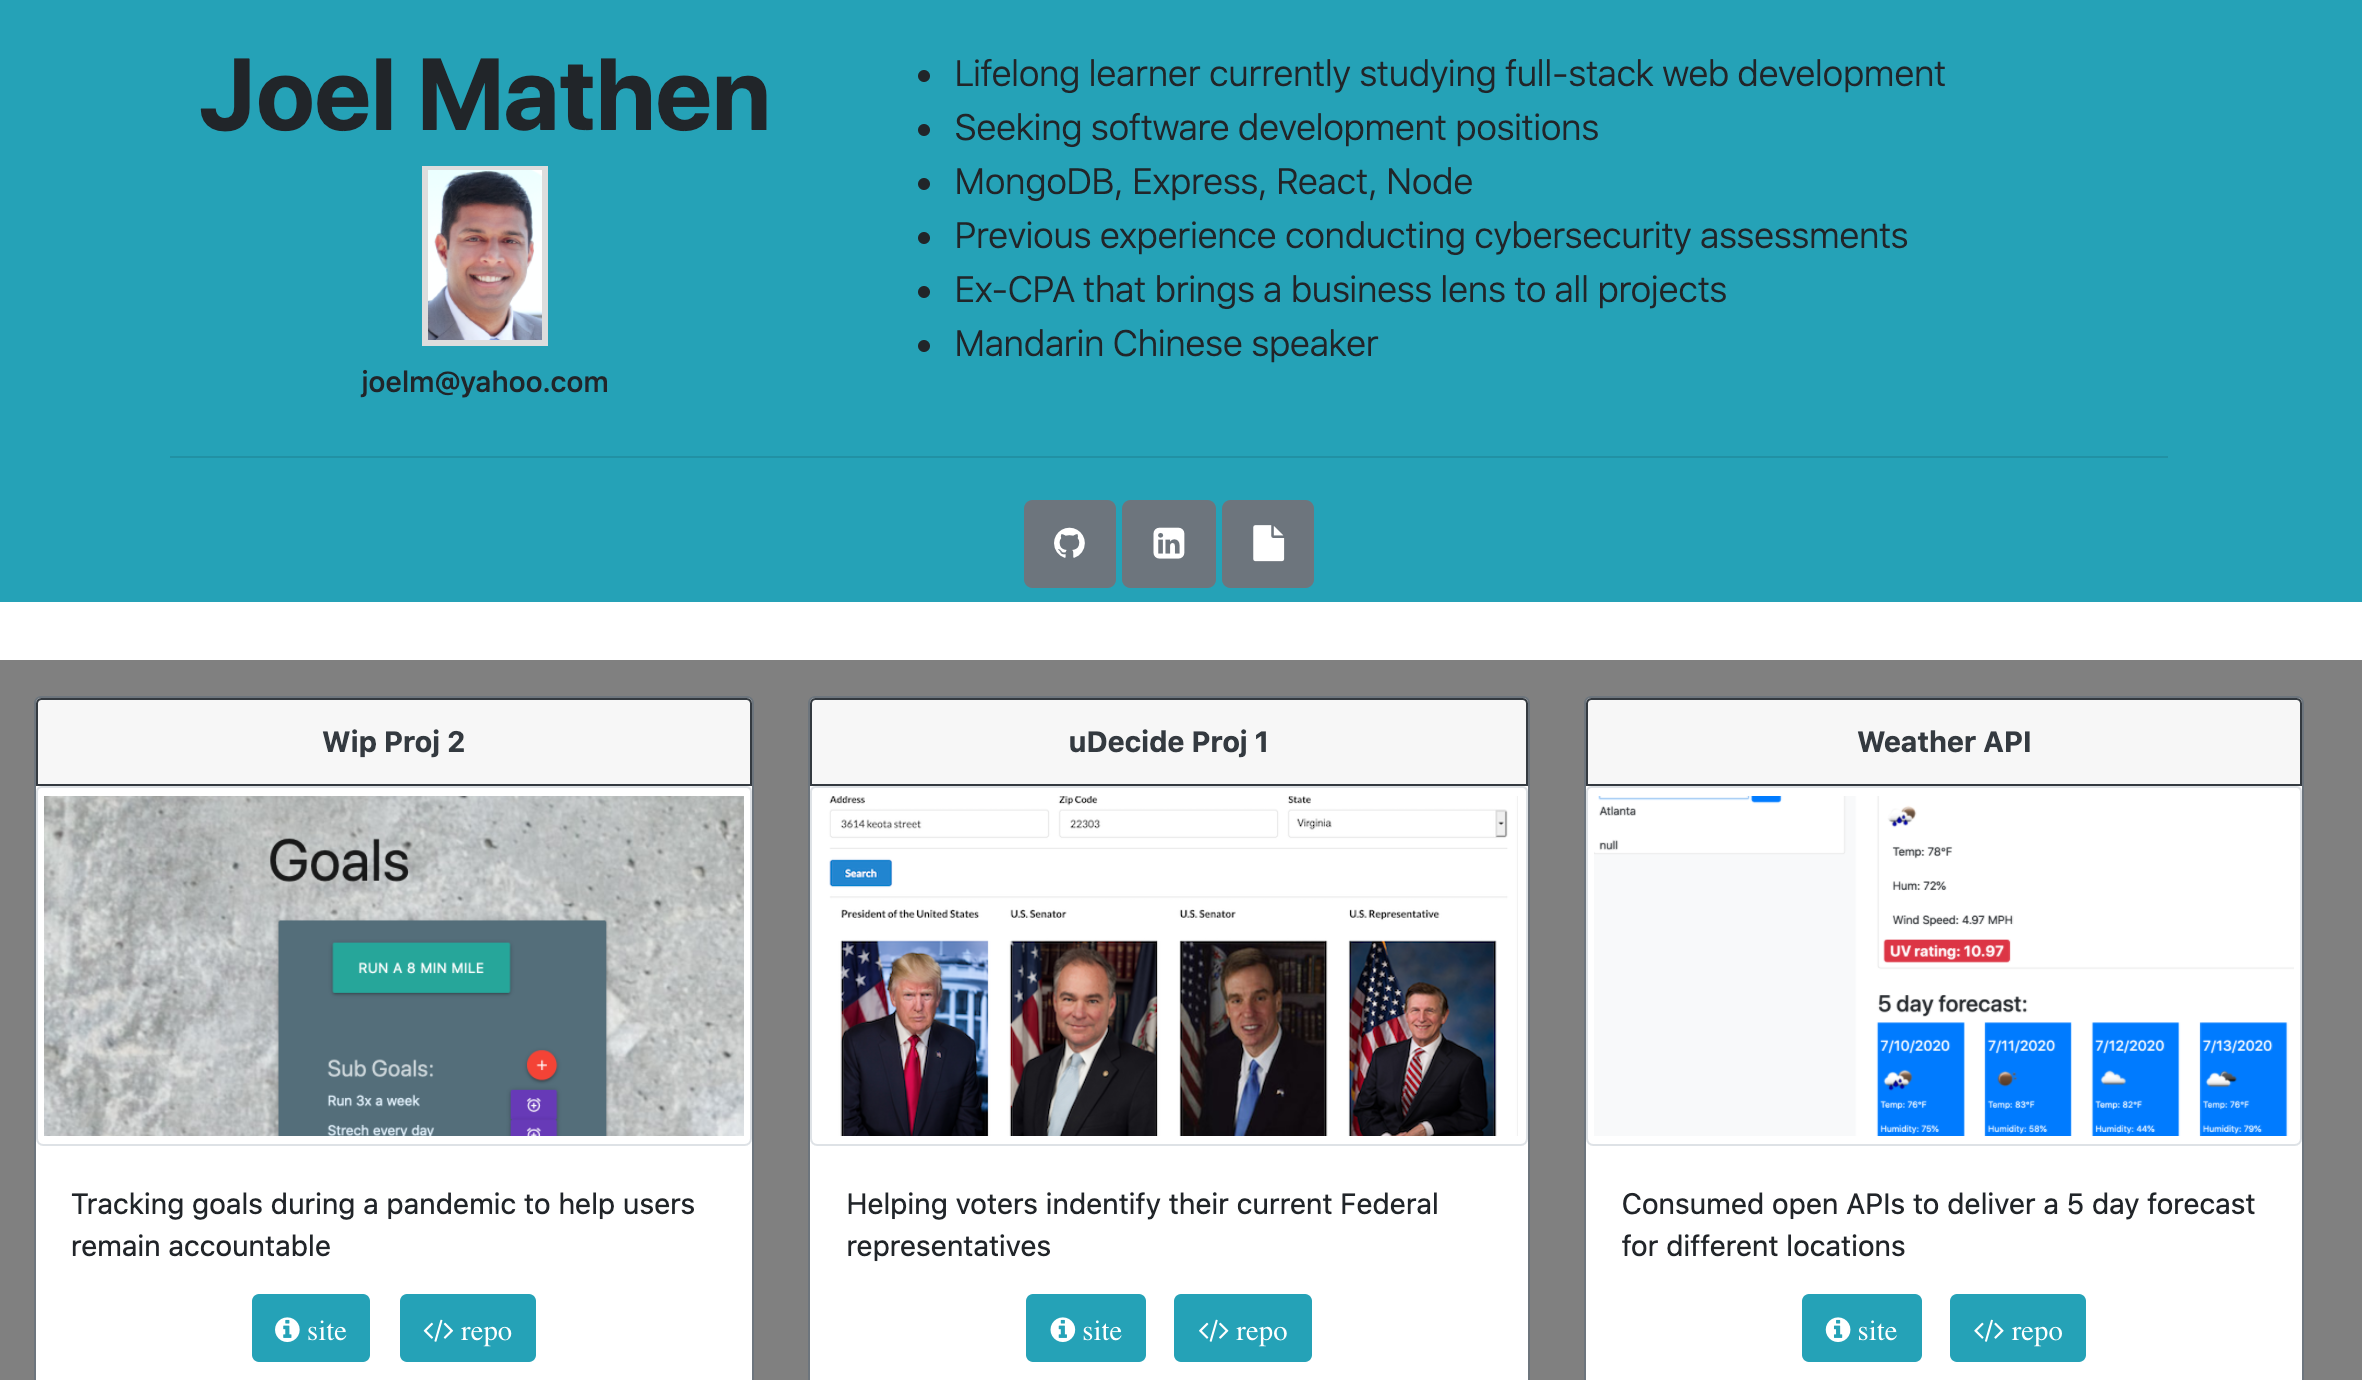 Joel Mathen
joelm@yahoo.com
Lifelong learner currently studying full-stack web development
Seeking software development positions
MongoDB, Express, React, Node
Previous experience conducting cybersecurity assessments
Ex-CPA that brings a business lens to all projects
Mandarin Chinese speaker
in
Wip Proj 2
Goals
RUN A 8 MIN MILE
Sub Goals:
+
Run 3x a week
Strech every day
Tracking goals during a pandemic to help users
remain accountable
site
</> repo
uDecide Proj 1
Address Zip Code State
3614 keota street 22303 Virginia
Search
President of the United States U.S. Senator U.S. Senator U.S. Representative
Helping voters indentify their current Federal
representatives
site
</> repo
Weather API
Atlanta
null
Temp: 78°F
Hum: 72%
Wind Speed: 4.97 MPH
UV rating: 10.97
5 day forecast:
7/10/2020 7/11/2020 7/12/2020 7/13/2020
Temp: 76°F Temp: 83°F Temp: 82°F Temp: 76°F
Humidity: 75% Humidity: 58% Humidity: 44% Humidity: 79%
Consumed open APIs to deliver a 5 day forecast
for different locations
site
</> repo